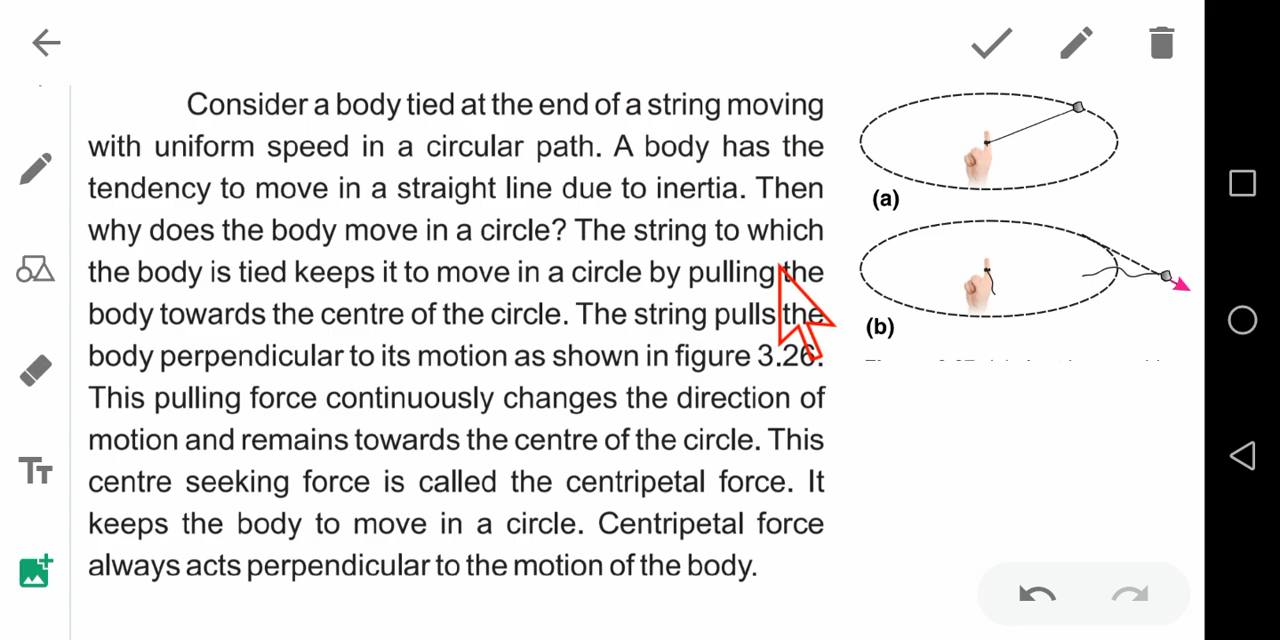 Consider a body tied at the end of a string moving
with uniform speed in a circular path. A body has the
tendency to move in a straight line due to inertia. Then
why does the body move in a circle? The string to which
the body is tied keeps it to move in a circle by pulling the
body towards the centre of the circle. The string pulls the
body perpendicular to its motion as shown in figure 3.26.
This pulling force continuously changes the direction of
motion and remains towards the centre of the circle. This
centre seeking force is called the centripetal force. It
keeps the body to move in a circle. Centripetal force
always acts perpendicular to the motion of the body.
(a)
(b)
TT